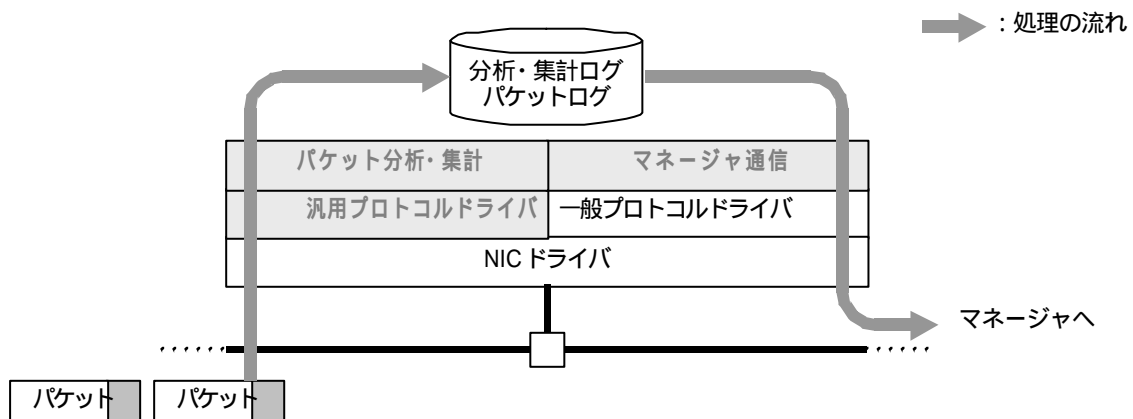 ：処理の流れ
分析・集計ログ
パケットログ
パケット分析・集計
マネージャ通信
汎用プロトコルドライバ
一般プロトコルドライバ
NIC ドライバ
マネージャへ
パケット
パケット